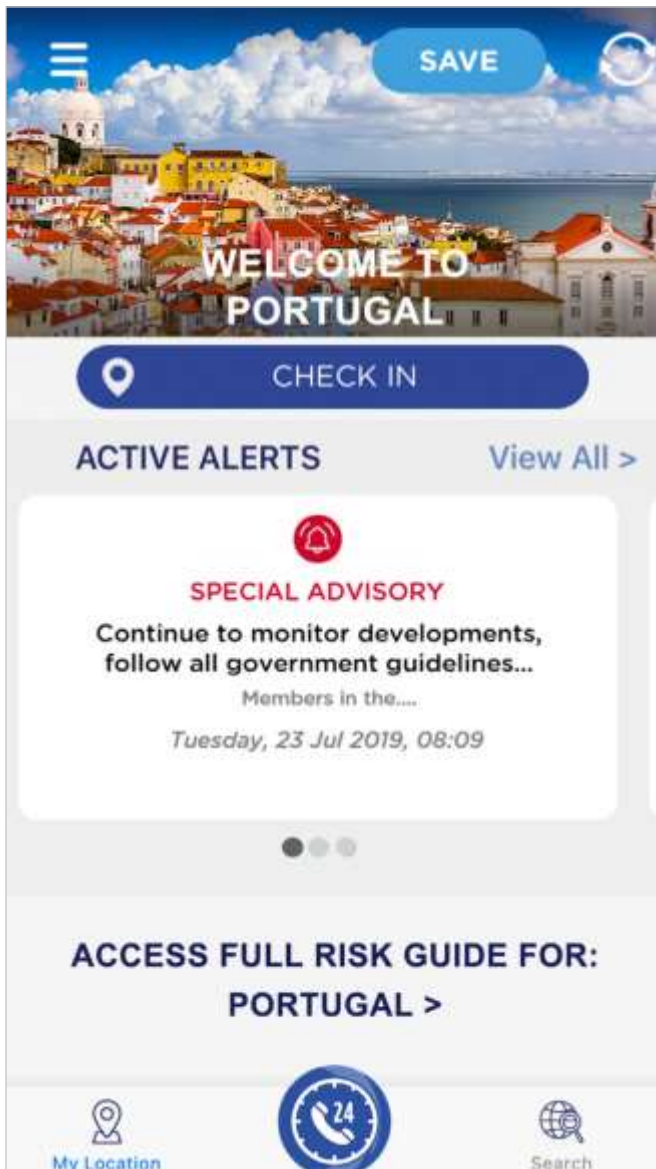 SAVE
WELCOME TO
PORTUGAL
CHECK IN
ACTIVE ALERTS
View All >
SPECIAL ADVISORY
Continue to monitor developments,
follow all government guidelines...
Members in the....
Tuesday, 23 Jul 2019, 08:09
ACCESS FULL RISK GUIDE FOR:
PORTUGAL >
24
My Location
Search